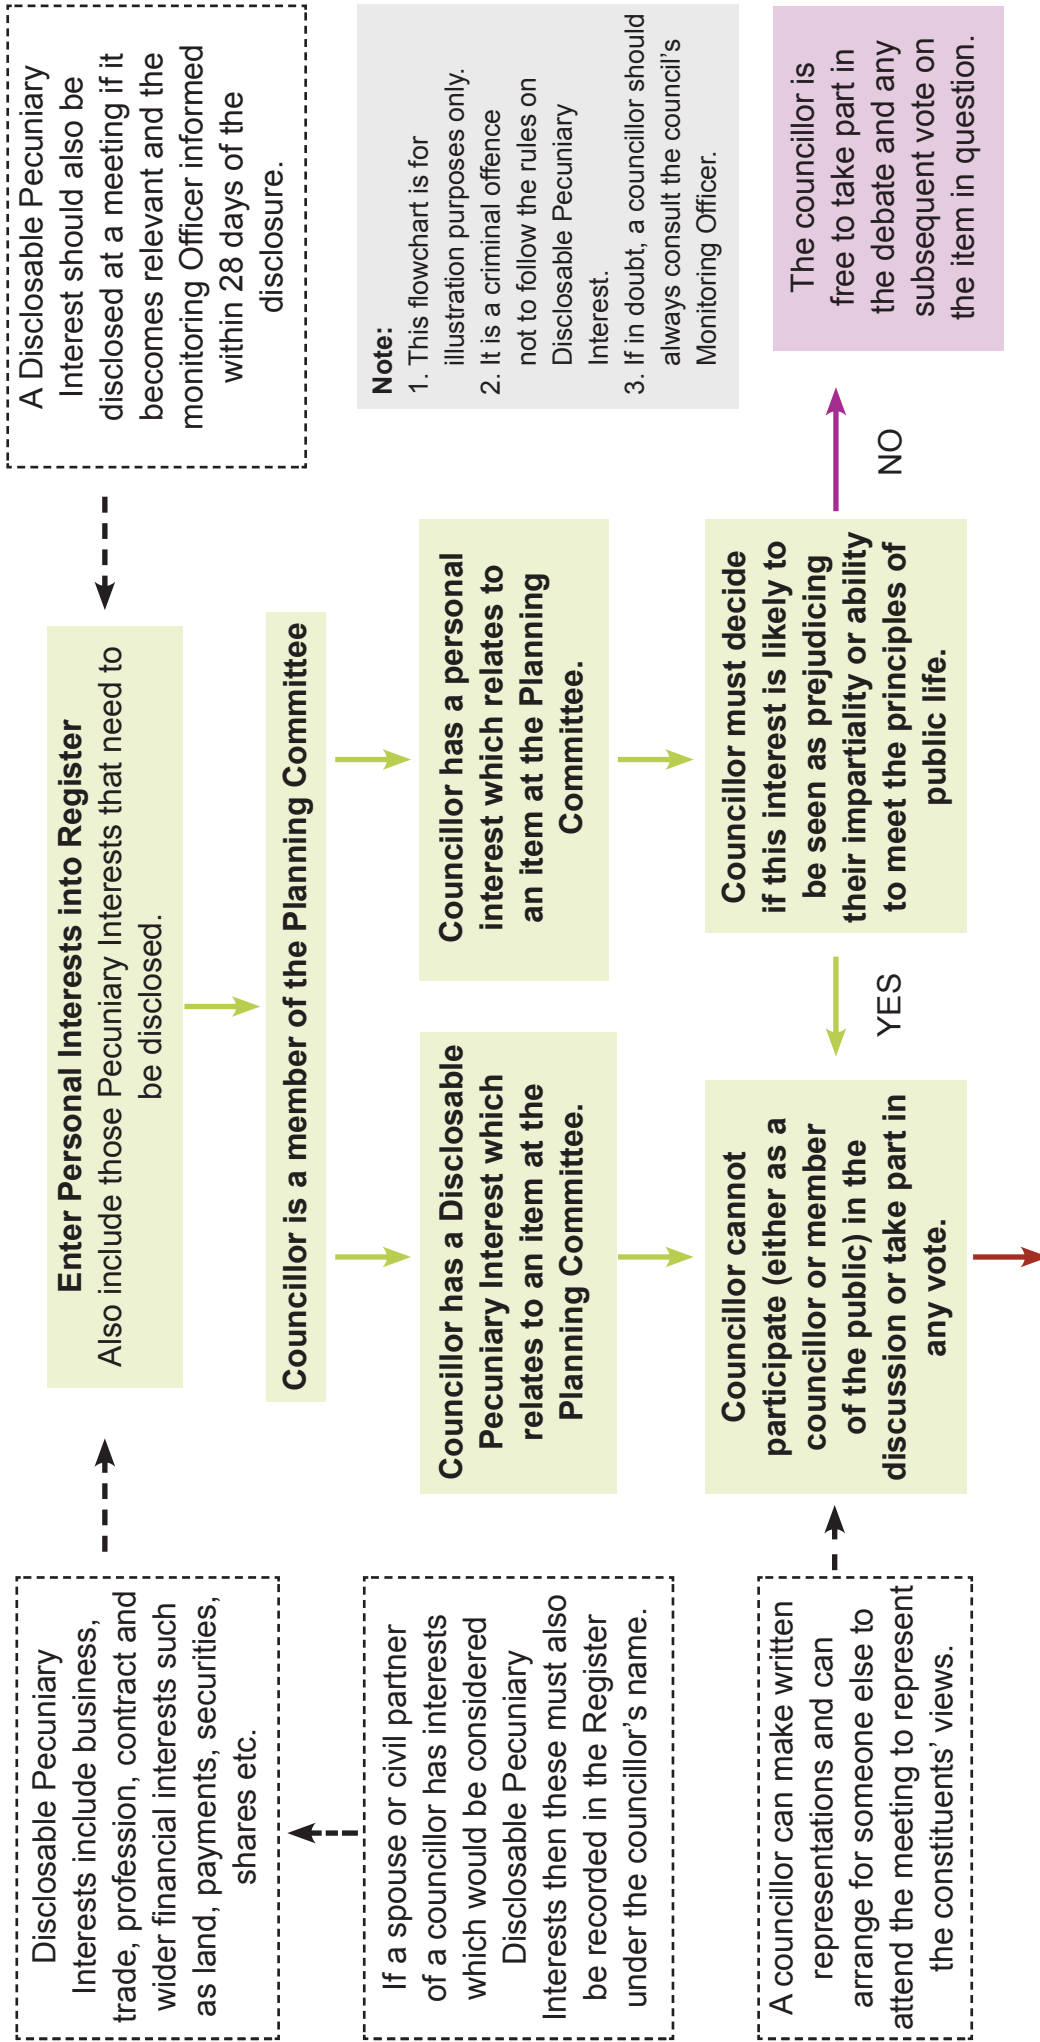 Disclosable Pecuniary
Interests include business,
trade, profession, contract and
wider financial interests such
as land, payments, securities,
shares etc.
Enter Personal Interests into Register
Also include those Pecuniary Interests that need to
be disclosed.
A Disclosable Pecuniary
Interest should also be
disclosed at a meeting if it
becomes relevant and the
monitoring Officer informed
within 28 days of the
disclosure.
Councillor is a member of the Planning Committee
If a spouse or civil partner
of a councillor has interests
which would be considered
Disclosable Pecuniary
Interests then these must also
be recorded in the Register
under the councillor’s name.
Councillor has a Disclosable
Pecuniary Interest which
relates to an item at the
Planning Committee.
Councillor has a personal
interest which relates to
an item at the Planning
Committee.
Note:
1. This flowchart is for
illustration purposes only.
2. It is a criminal offence
not to follow the rules on
Disclosable Pecuniary
Interest.
3. If in doubt, a councillor should
always consult the council’s
Monitoring Officer.
A councillor can make written
representations and can
arrange for someone else to
attend the meeting to represent
the constituents’ views.
Councillor cannot
participate (either as a
councillor or member
of the public) in the
discussion or take part in
any vote.
YES
Councillor must decide
if this interest is likely to
be seen as prejudicing
their impartiality or ability
to meet the principles of
public life.
NO
The councillor is
free to take part in
the debate and any
subsequent vote on
the item in question.